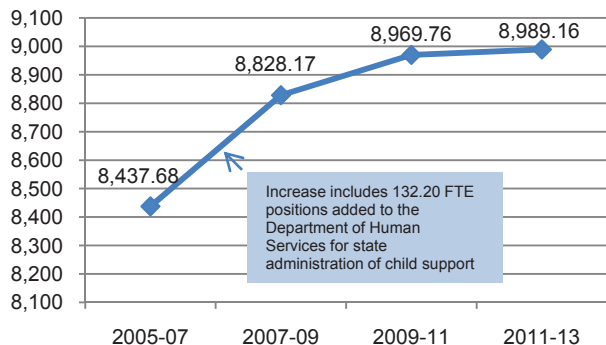 9,100
9,000
8,900
8,800
8,700
8,600
8,500
8,400
8,300
8,200
8,100
8,437.68
8,828.17
8,969.76
8,989.16
Increase includes 132.20 FTE
positions added to the
Department of Human
Services for state
administration of child support
2005-07 2007-09 2009-11 2011-13